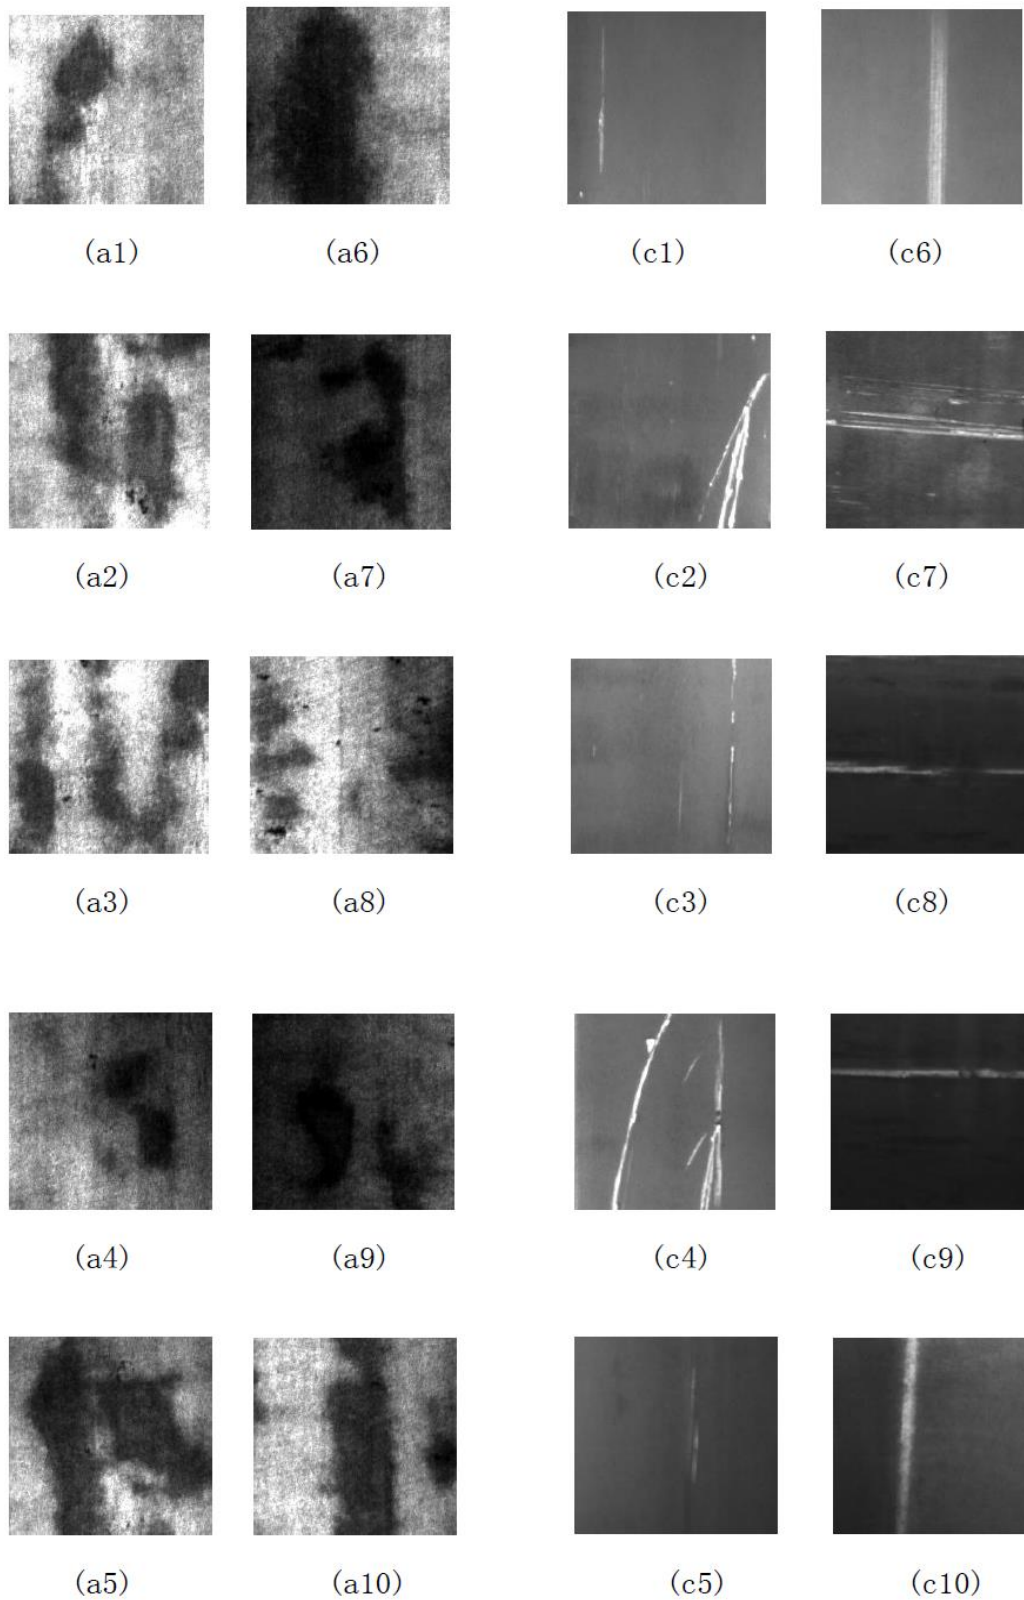 (a1) (a6) (c1) (c6)
(a2) (a7) (c2) (c7)
(a3) (a8) (c3) (c8)
(a4) (a9) (c4) (c9)
(a5) (a10) (c5) (c10)